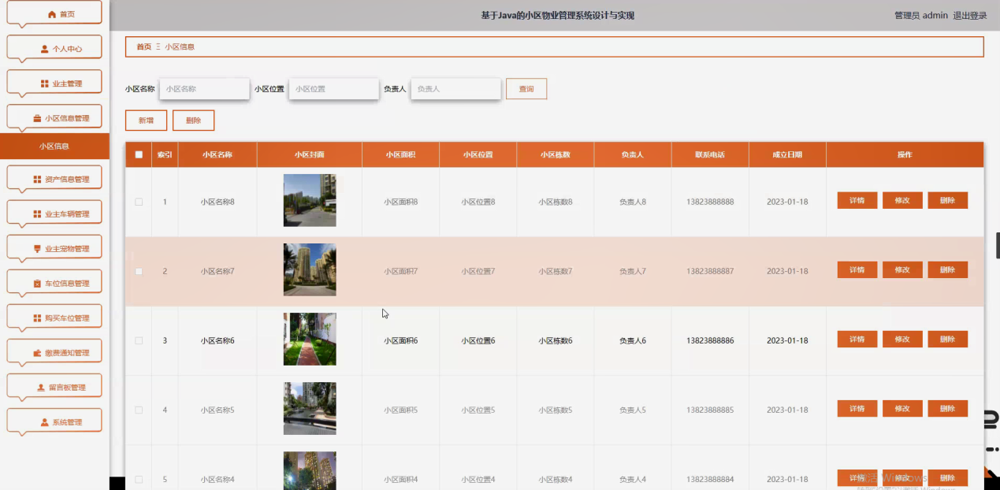 基于Java的小区物业管理系统设计与实现
管理员 admin 退出登录
首页
个人中心
业主管理
小区信息管理
小区信息
资产信息管理
业主车辆管理
业主宠物管理
车位信息管理
购买车位管理
缴费通知管理
留言板管理
系统管理
首页 小区信息
小区名称 小区名称 小区位置 小区位置 负责人 负责人 查询
新增 删除
索引 小区名称 小区封面 小区面积 小区位置 小区栋数 负责人 联系电话 成立日期 操作
1 小区名称8 小区面积8 小区位置8 小区栋数8 负责人8 13823888888 2023-01-18 详情 修改 删除
2 小区名称7 小区面积7 小区位置7 小区栋数7 负责人7 13823888887 2023-01-18 详情 修改 删除
3 小区名称6 小区面积6 小区位置6 小区栋数6 负责人6 13823888886 2023-01-18 详情 修改 删除
4 小区名称5 小区面积5 小区位置5 小区栋数5 负责人5 13823888885 2023-01-18 详情 修改 删除
5 小区名称4 小区面积4 小区位置4 小区栋数4 负责人4 13823888884 2023-01-18 详情 修改 删除
激活 Windows